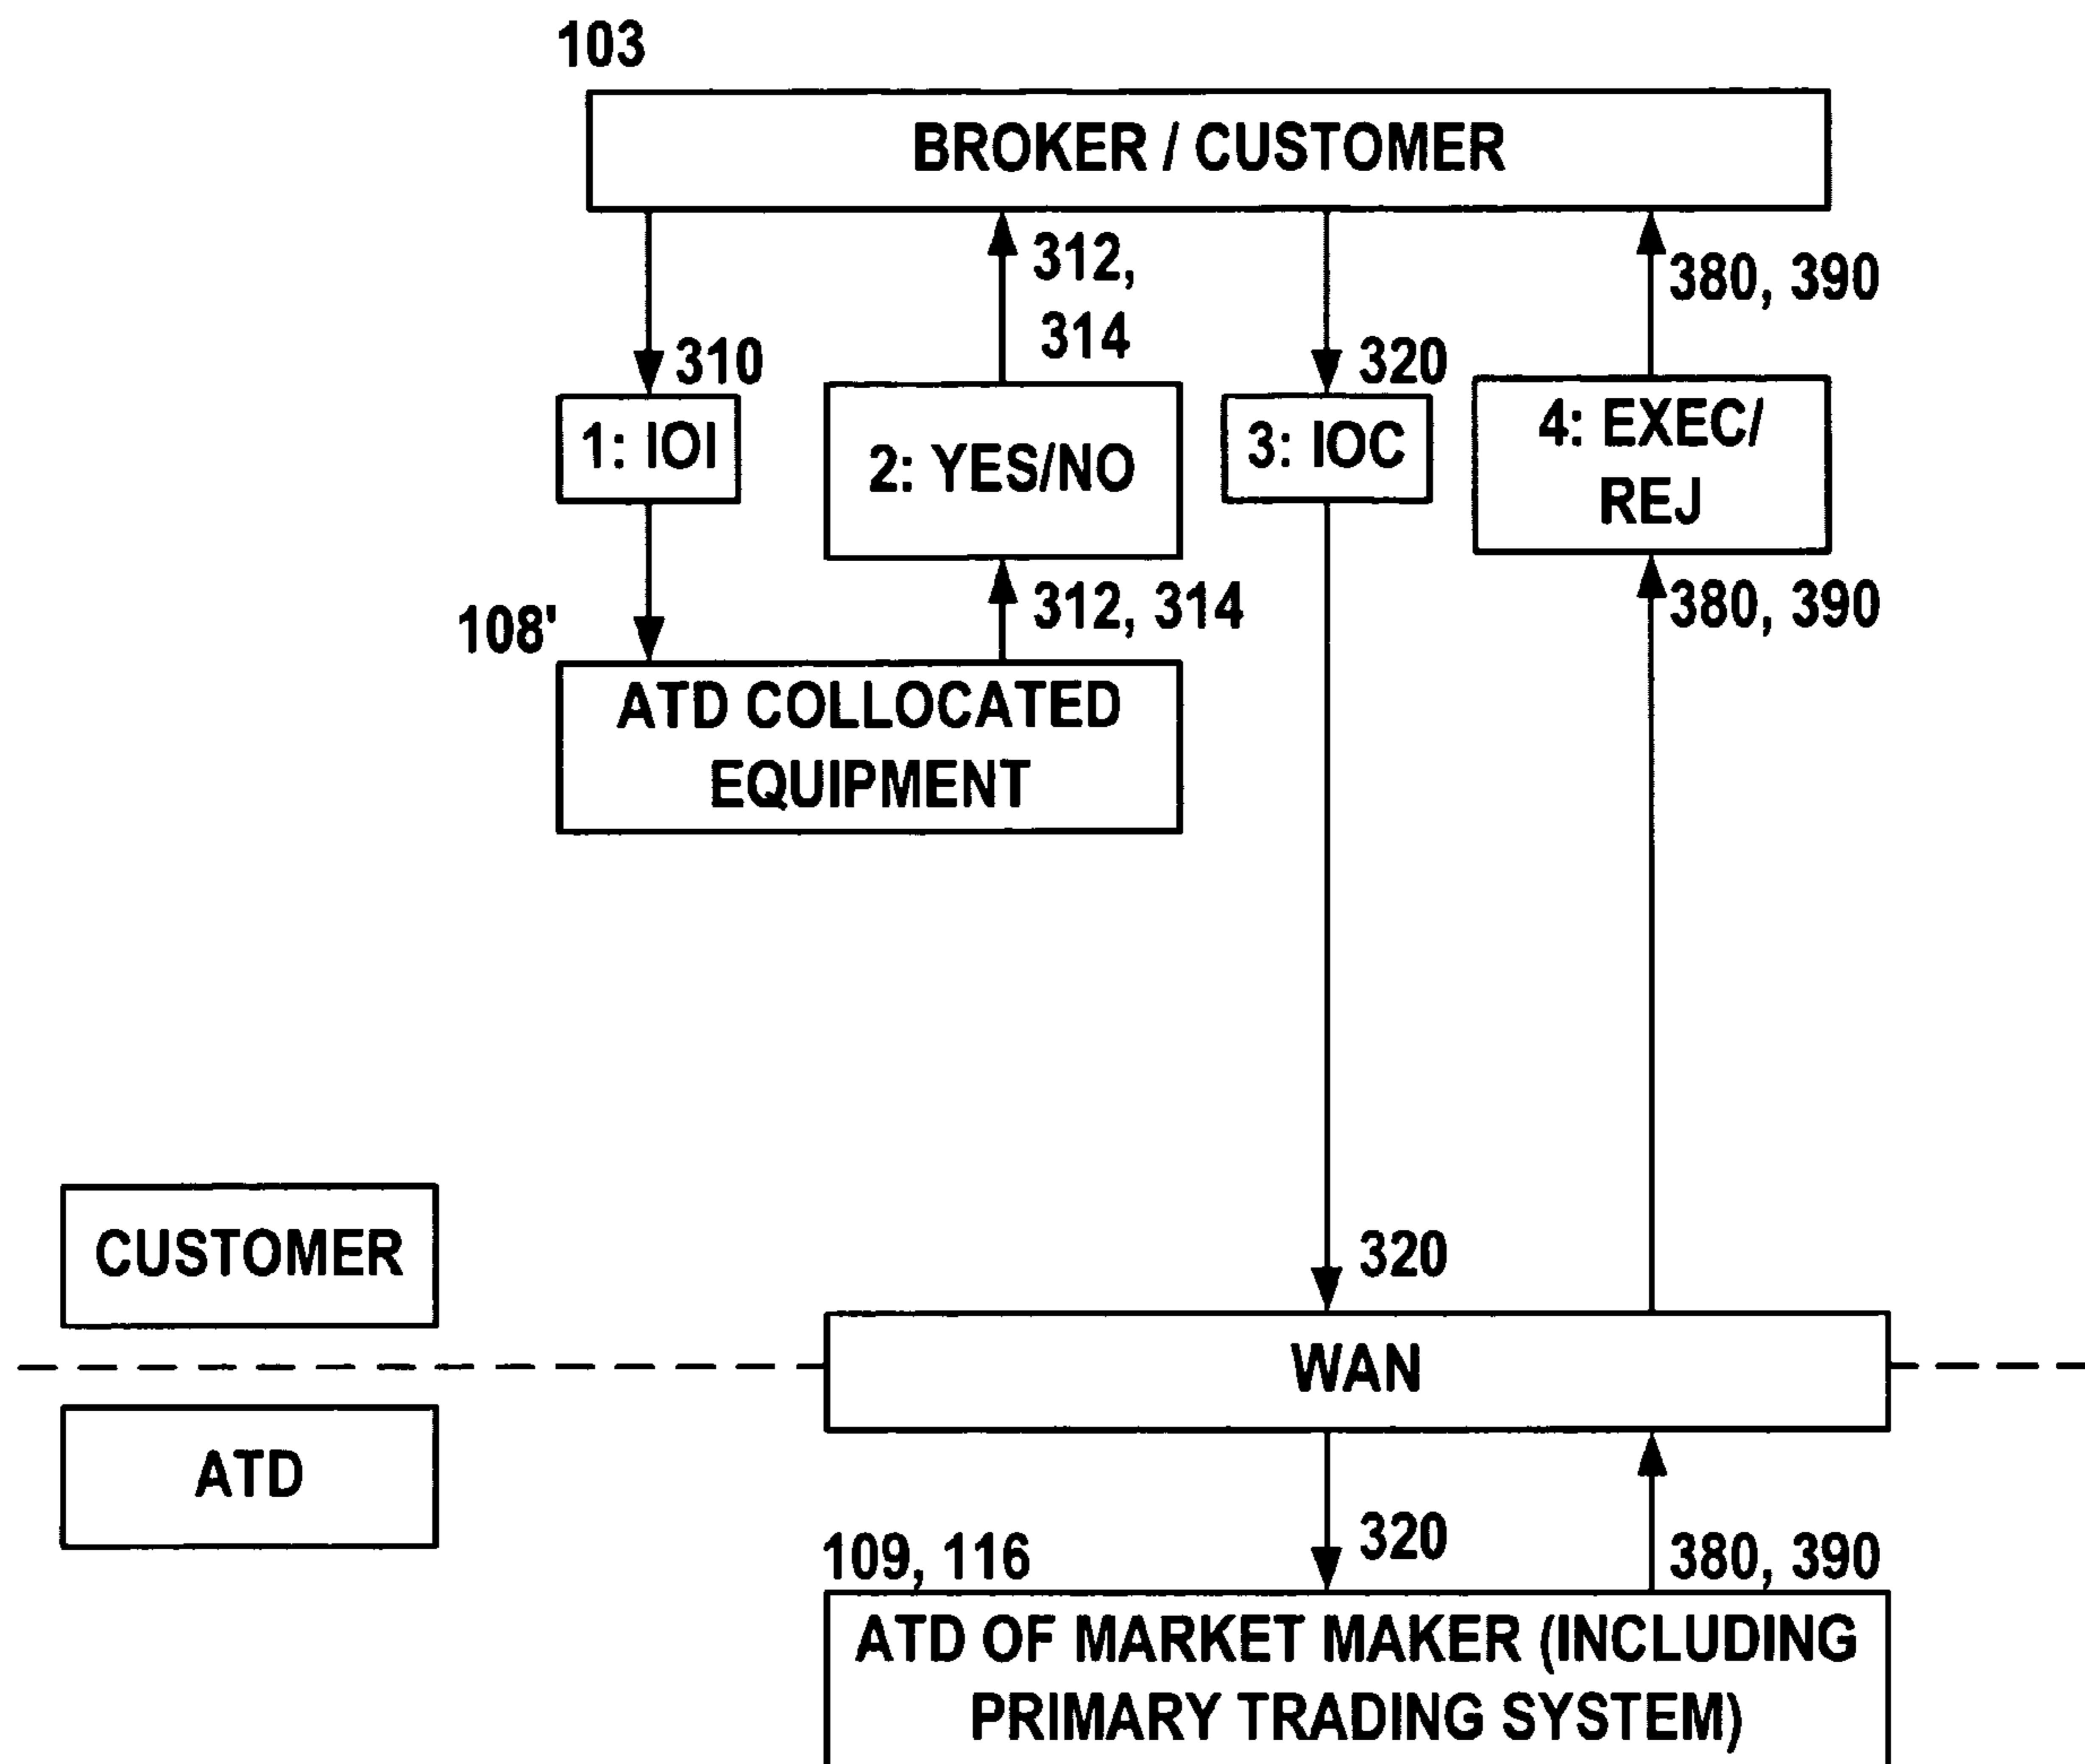 103
BROKER / CUSTOMER
312,
314
380, 390
310
320
1: IOI
2: YES/NO
3: IOC
4: EXEC/
REJ
108'
312, 314
380, 390
ATD COLLOCATED
EQUIPMENT
CUSTOMER
320
WAN
ATD
109, 116
320
380, 390
ATD OF MARKET MAKER (INCLUDING
PRIMARY TRADING SYSTEM)